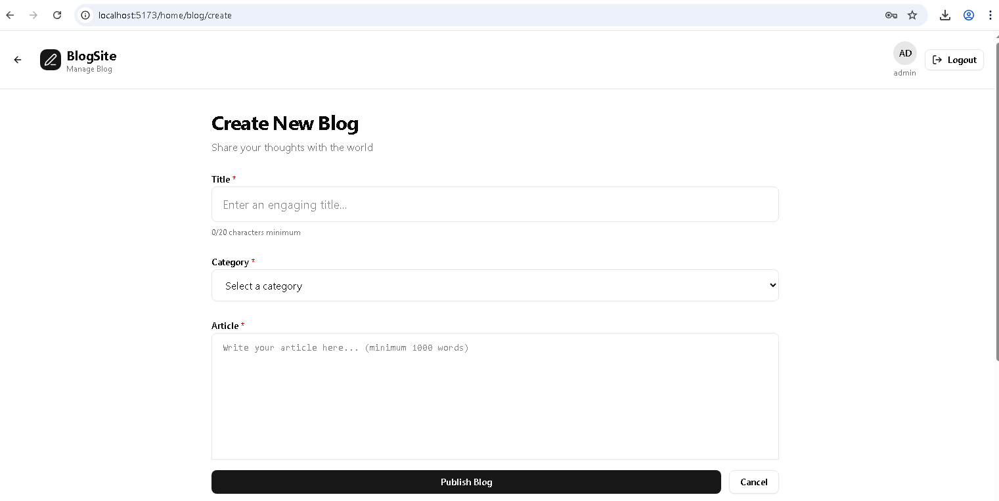 localhost:5173/home/blog/create
BlogSite
Manage Blog
AD
admin
Logout
Create New Blog
Share your thoughts with the world
Title *
Enter an engaging title...
0/20 characters minimum
Category *
Select a category
Article *
Write your article here... (minimum 1000 words)
Publish Blog
Cancel